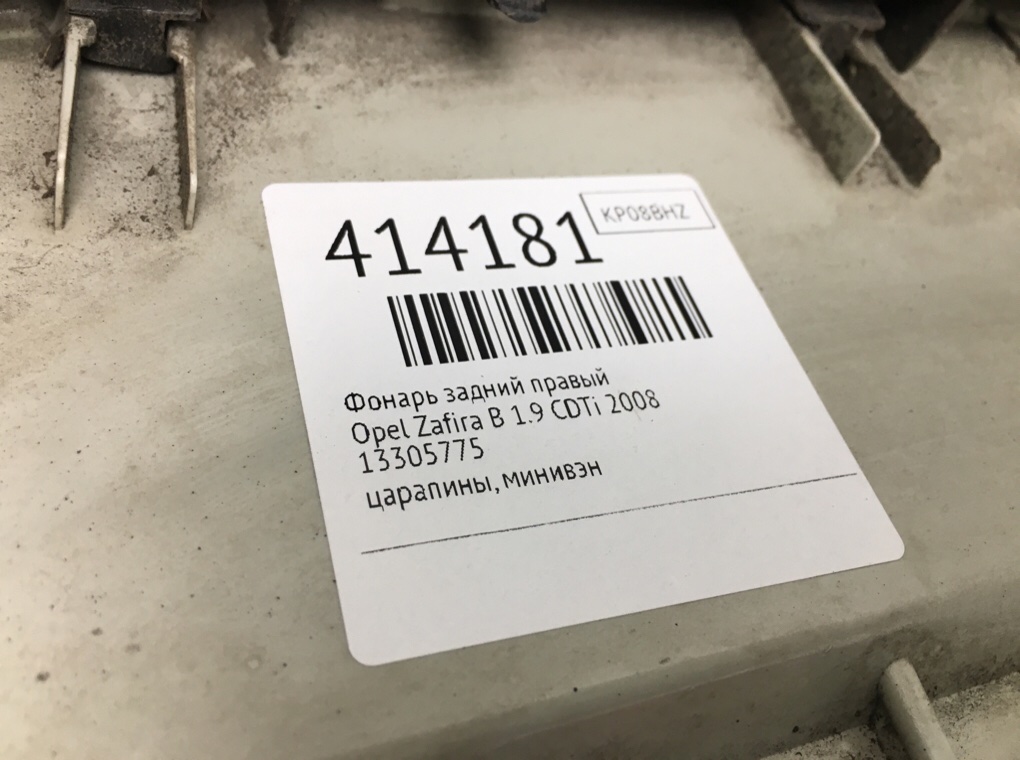 414181
KP08BHZ
Фонарь задний правый
Opel Zafira B 1.9 CDTi 2008
13305775
царапины, минивэн